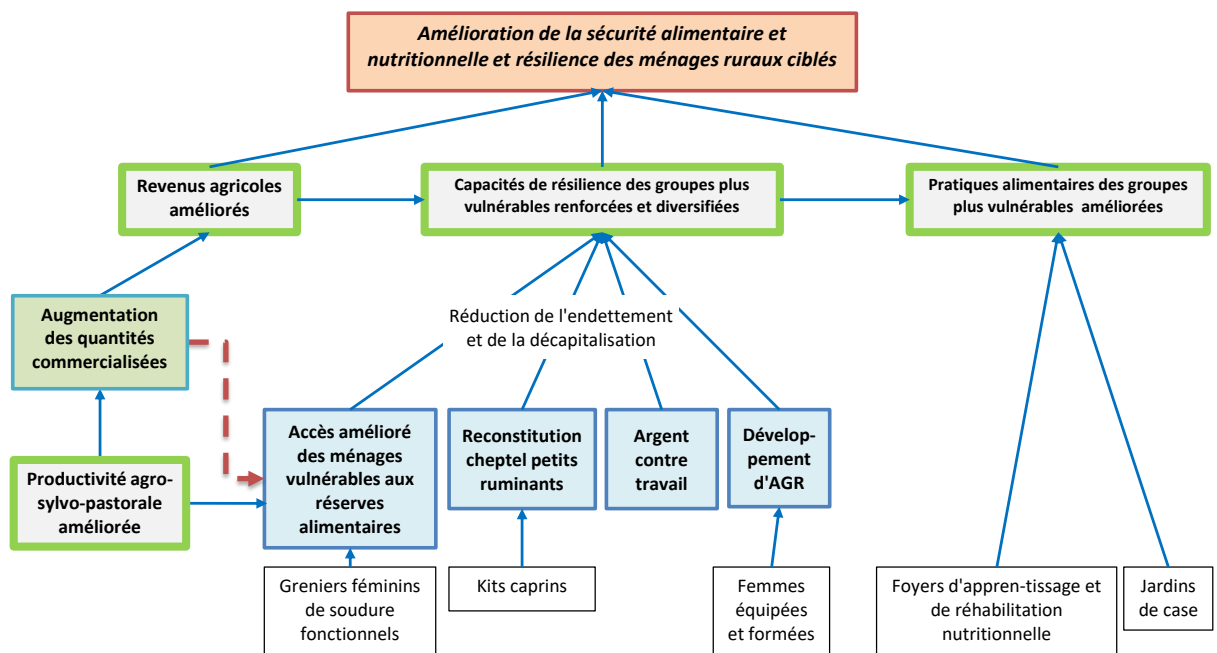 Amélioration de la sécurité alimentaire et
nutritionnelle et résilience des ménages ruraux ciblés
Revenus agricoles
améliorés
Capacités de résilience des groupes plus
vulnérables renforcées et diversifiées
Pratiques alimentaires des groupes
plus vulnérables améliorées
Augmentation
des quantités
commercialisées
Réduction de l'endettement
et de la décapitalisation
Productivité agro-
sylvo-pastorale
améliorée
Accès amélioré
des ménages
vulnérables aux
réserves
alimentaires
Reconstitution
cheptel petits
ruminants
Argent
contre
travail
Dévelop-
pement
d'AGR
Greniers féminins
de soudure
fonctionnels
Kits caprins
Femmes
équipées
et formées
Foyers d'appren-tissage et
de réhabilitation
nutritionnelle
Jardins
de case